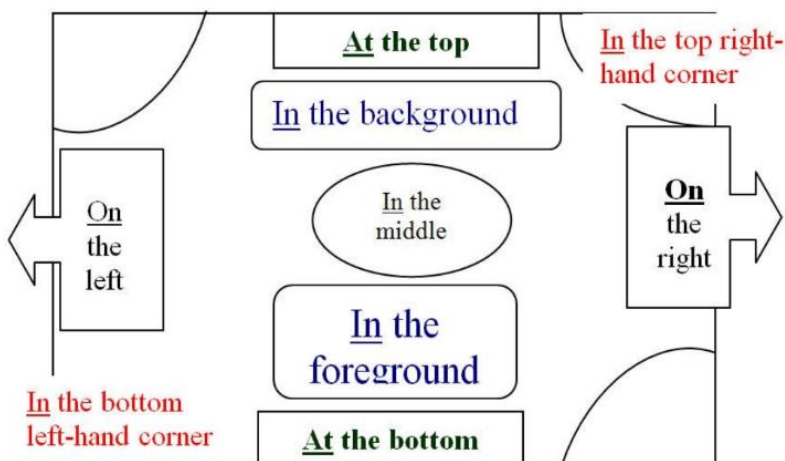 At the top
In the top right-
hand corner
In the background
On
the
left
In the
middle
On
the
right
In the
foreground
In the bottom
left-hand corner
At the bottom